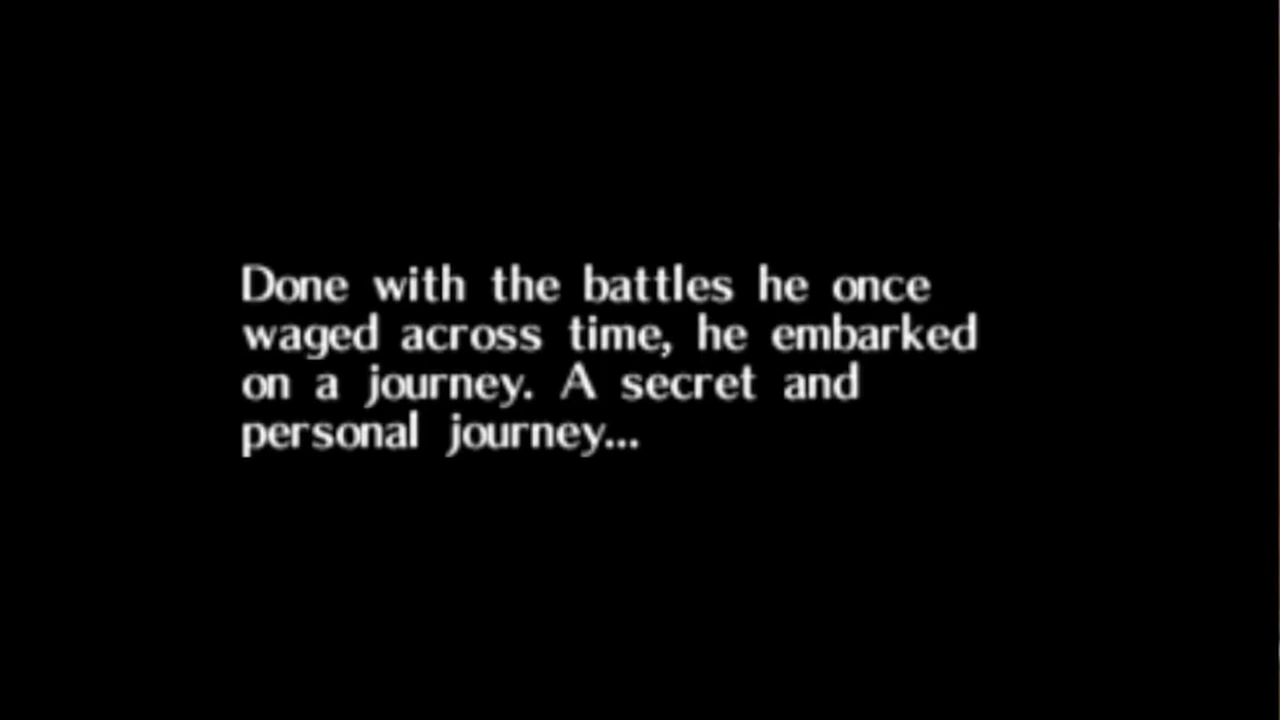 Done with the battles he once
waged across time, he embarked
on a journey. A secret and
personal journey...